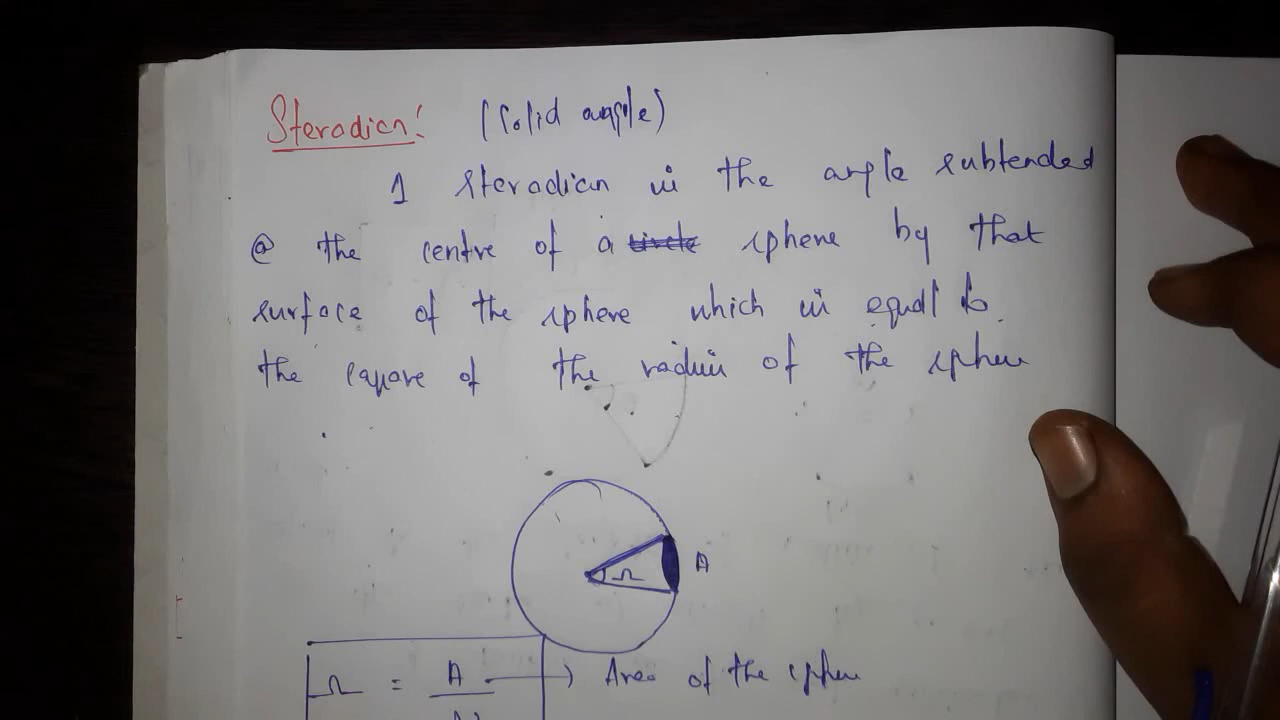 Steradian: (Solid angle)
1 steradian is the angle subtended
@ the centre of a circle sphere by that
surface of the sphere which is equal to
the square of the radius of the sphere
Ω A
Ω = A → Area of the sphere